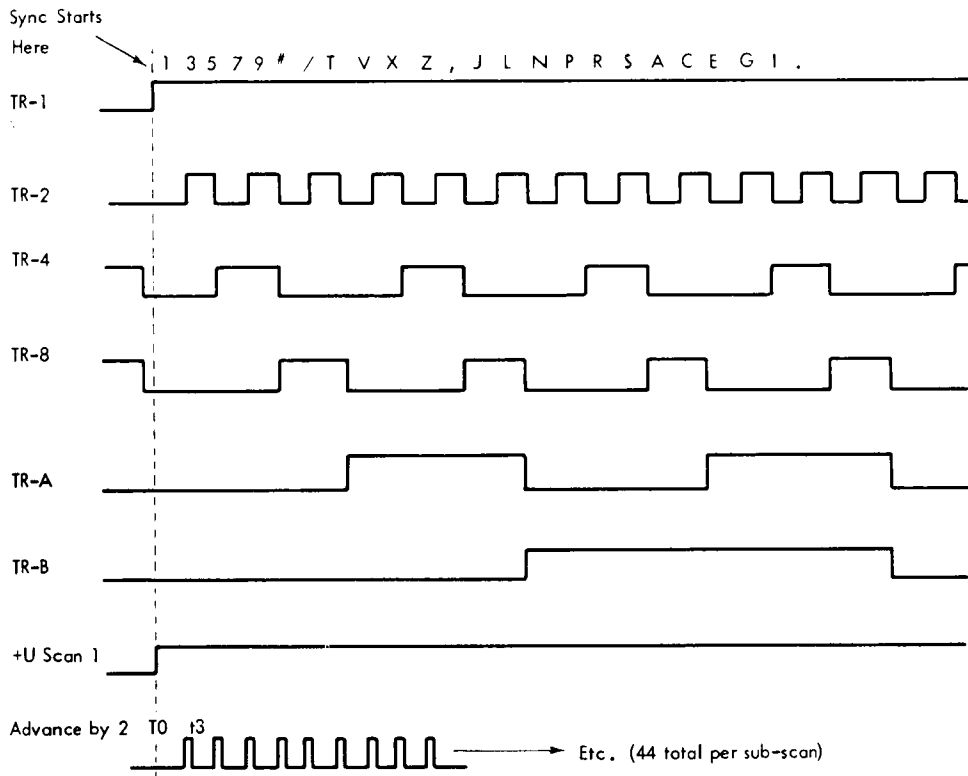 Sync Starts
Here
1 3 5 7 9 # / T V X Z , J L N P R S A C E G I .
TR-1
TR-2
TR-4
TR-8
TR-A
TR-B
+U Scan 1
Advance by 2 T0 t3
Etc. (44 total per sub-scan)